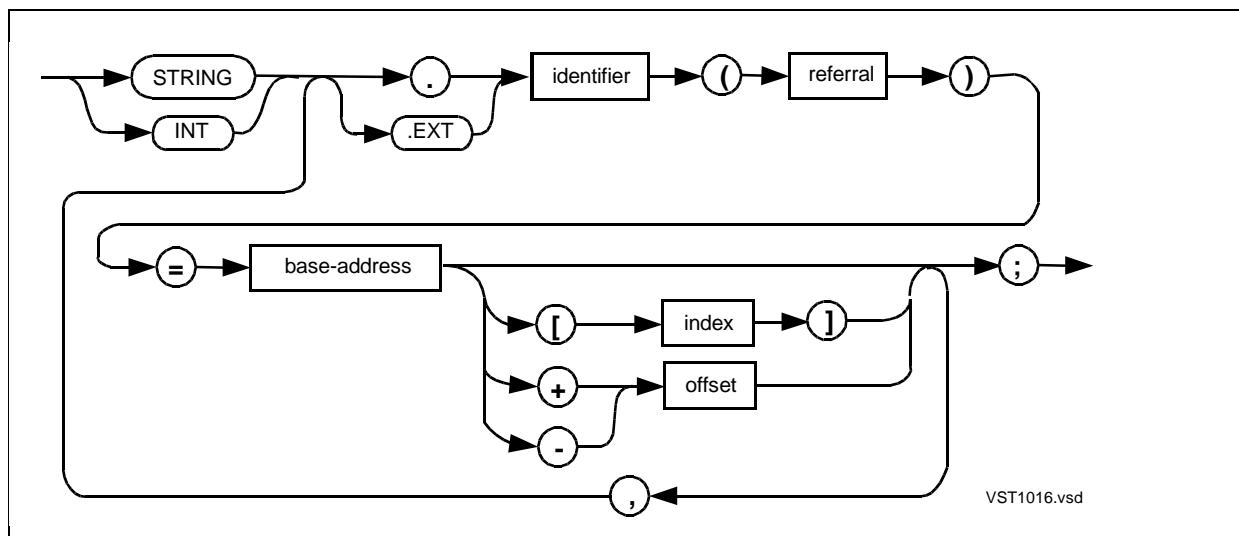 STRING . identifier ( referral )
INT .EXT
= base-address ;
[ index ]
+ offset
-
,
VST1016.vsd